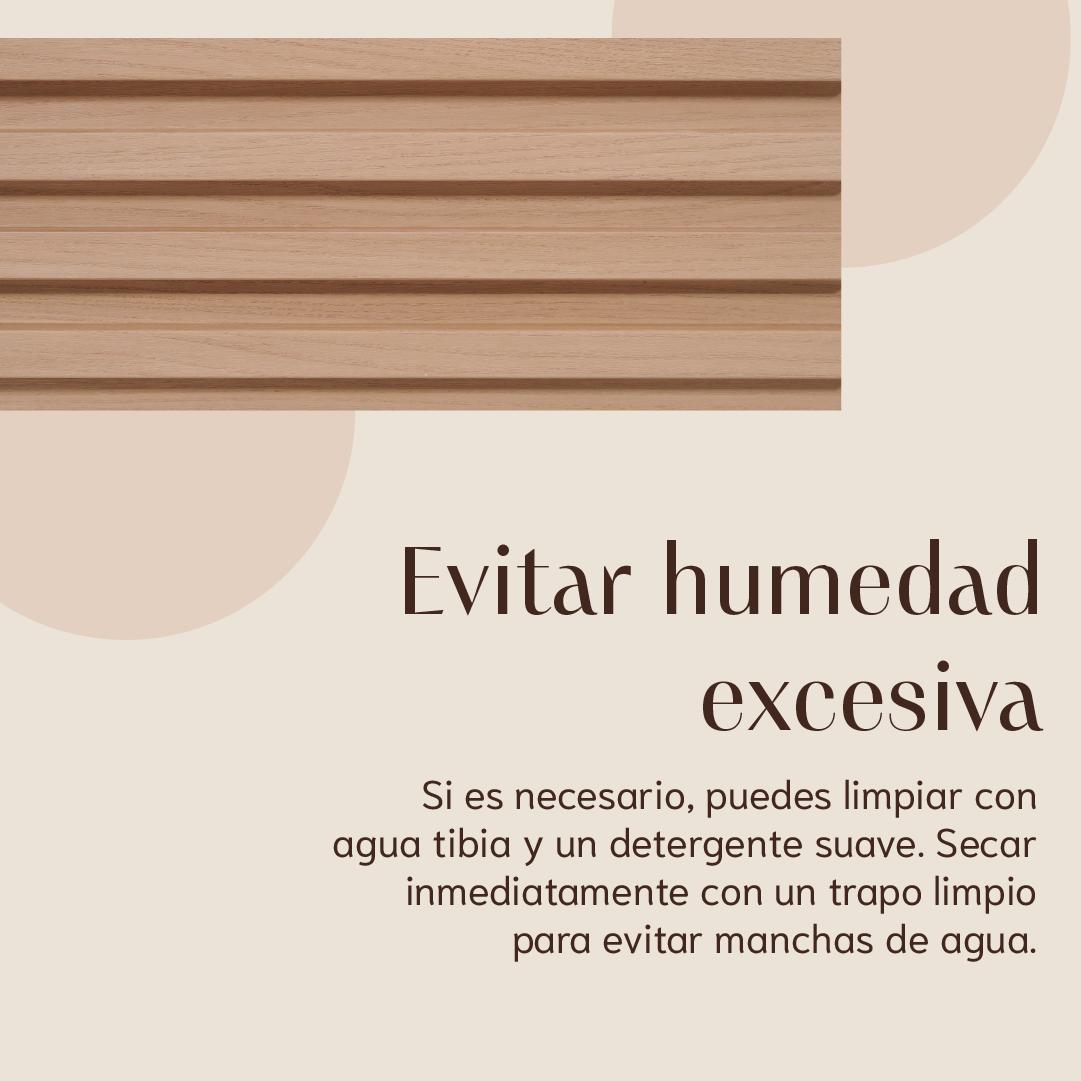 Evitar humedad
excesiva
Si es necesario, puedes limpiar con
agua tibia y un detergente suave. Secar
inmediatamente con un trapo limpio
para evitar manchas de agua.